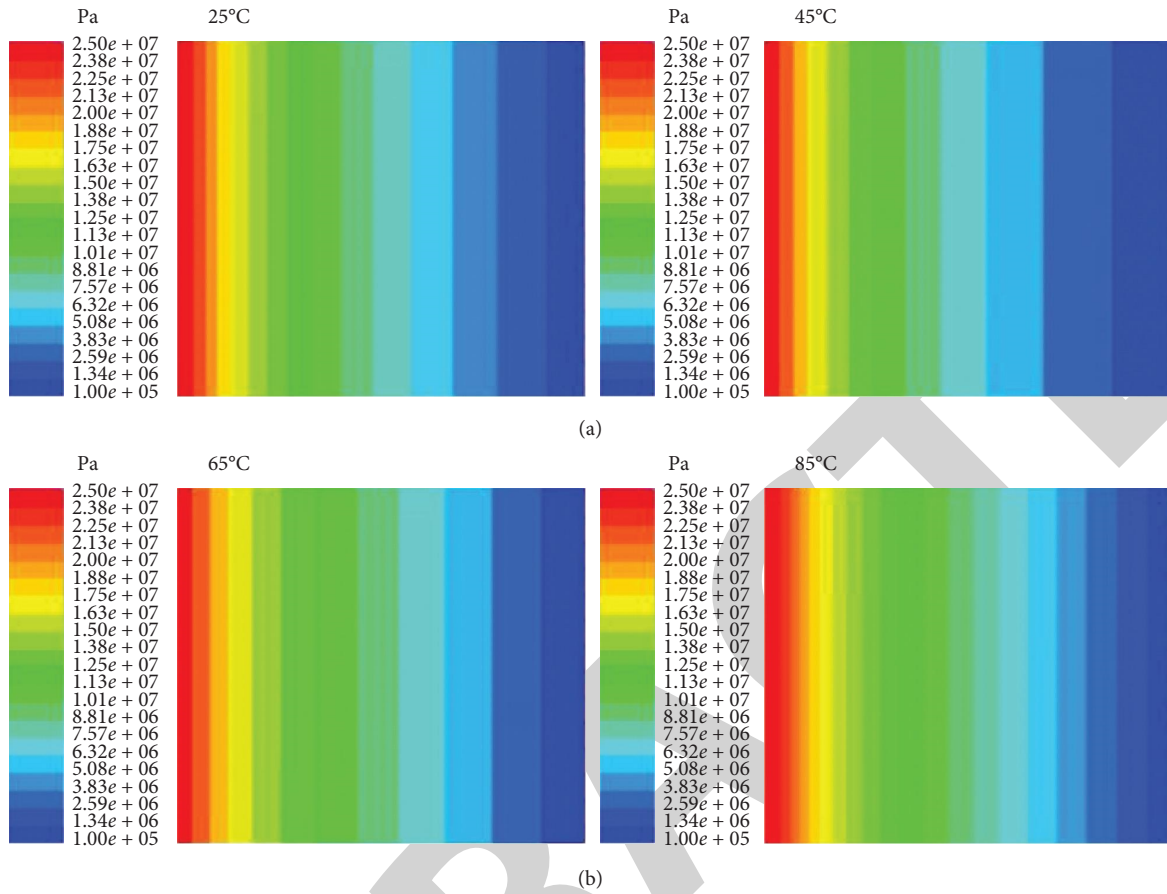 Pa 25°C
2.50e + 07
2.38e + 07
2.25e + 07
2.13e + 07
2.00e + 07
1.88e + 07
1.75e + 07
1.63e + 07
1.50e + 07
1.38e + 07
1.25e + 07
1.13e + 07
1.01e + 07
8.81e + 06
7.57e + 06
6.32e + 06
5.08e + 06
3.83e + 06
2.59e + 06
1.34e + 06
1.00e + 05
Pa 45°C
2.50e + 07
2.38e + 07
2.25e + 07
2.13e + 07
2.00e + 07
1.88e + 07
1.75e + 07
1.63e + 07
1.50e + 07
1.38e + 07
1.25e + 07
1.13e + 07
1.01e + 07
8.81e + 06
7.57e + 06
6.32e + 06
5.08e + 06
3.83e + 06
2.59e + 06
1.34e + 06
1.00e + 05
(a)
Pa 65°C
2.50e + 07
2.38e + 07
2.25e + 07
2.13e + 07
2.00e + 07
1.88e + 07
1.75e + 07
1.63e + 07
1.50e + 07
1.38e + 07
1.25e + 07
1.13e + 07
1.01e + 07
8.81e + 06
7.57e + 06
6.32e + 06
5.08e + 06
3.83e + 06
2.59e + 06
1.34e + 06
1.00e + 05
Pa 85°C
2.50e + 07
2.38e + 07
2.25e + 07
2.13e + 07
2.00e + 07
1.88e + 07
1.75e + 07
1.63e + 07
1.50e + 07
1.38e + 07
1.25e + 07
1.13e + 07
1.01e + 07
8.81e + 06
7.57e + 06
6.32e + 06
5.08e + 06
3.83e + 06
2.59e + 06
1.34e + 06
1.00e + 05
(b)